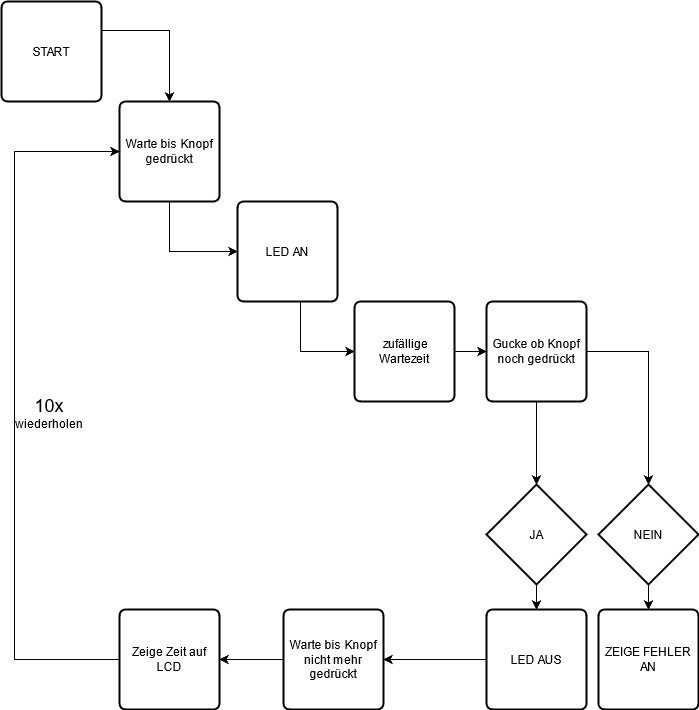 START
Warte bis Knopf
gedrückt
LED AN
zufällige
Wartezeit
Gucke ob Knopf
noch gedrückt
10x
wiederholen
JA
NEIN
Zeige Zeit auf
LCD
Warte bis Knopf
nicht mehr
gedrückt
LED AUS
ZEIGE FEHLER
AN